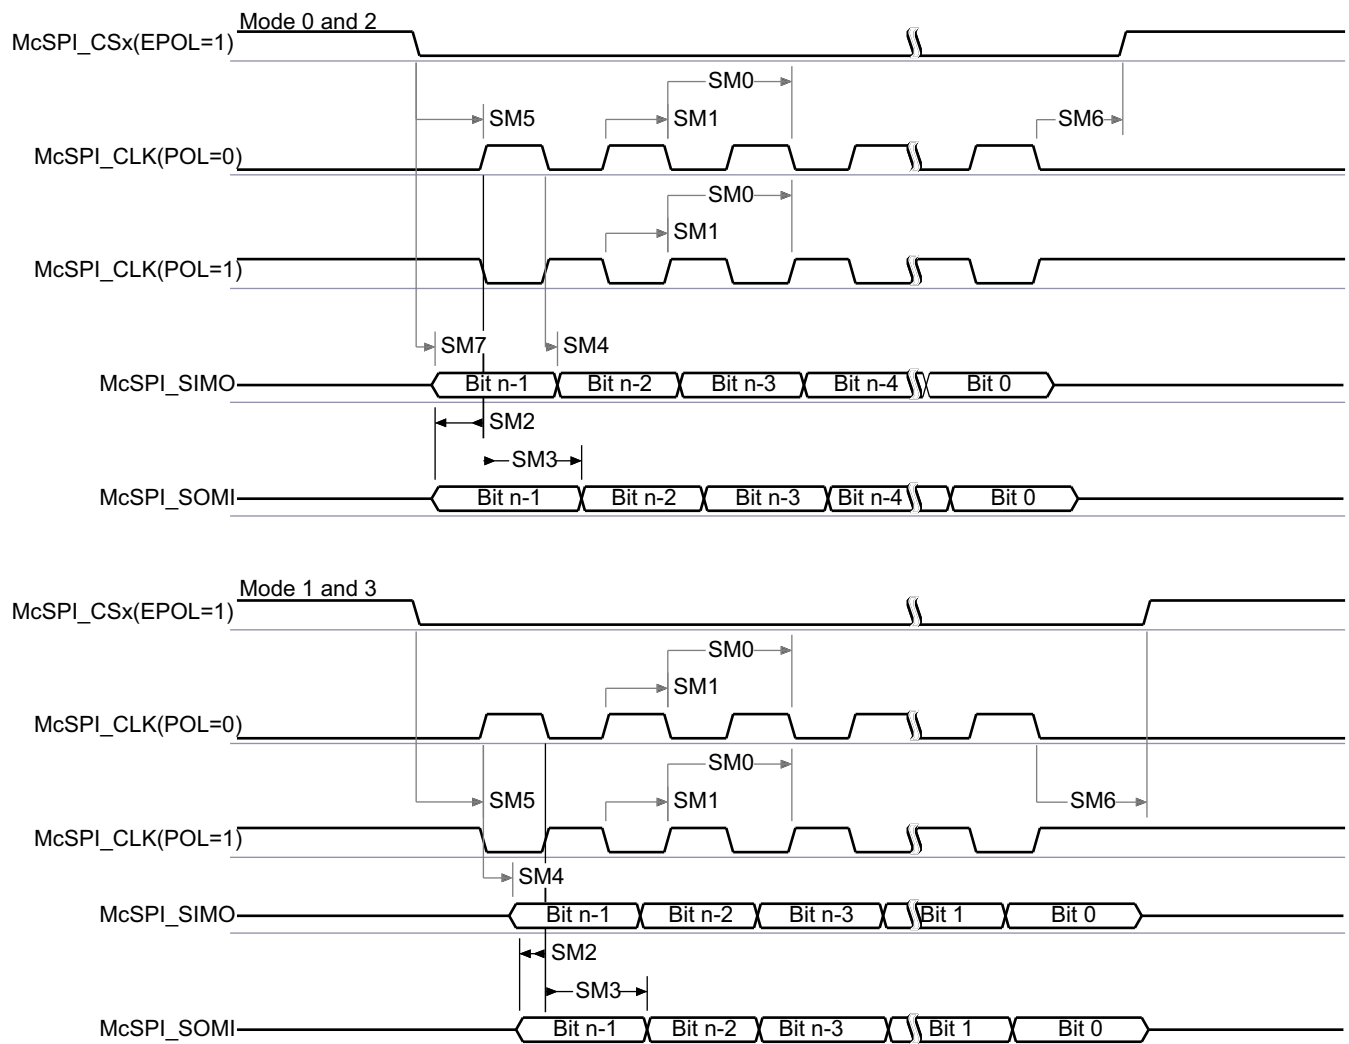 Mode 0 and 2
McSPI_CSx(EPOL=1)
SM0
SM5 SM1 SM6
McSPI_CLK(POL=0)
SM0
SM1
McSPI_CLK(POL=1)
SM7 SM4
McSPI_SIMO Bit n-1 Bit n-2 Bit n-3 Bit n-4 Bit 0
SM2
SM3
McSPI_SOMI Bit n-1 Bit n-2 Bit n-3 Bit n-4 Bit 0
Mode 1 and 3
McSPI_CSx(EPOL=1)
SM0
SM1
McSPI_CLK(POL=0)
SM0
SM5 SM1 SM6
McSPI_CLK(POL=1)
SM4
McSPI_SIMO Bit n-1 Bit n-2 Bit n-3 Bit 1 Bit 0
SM2
SM3
McSPI_SOMI Bit n-1 Bit n-2 Bit n-3 Bit 1 Bit 0